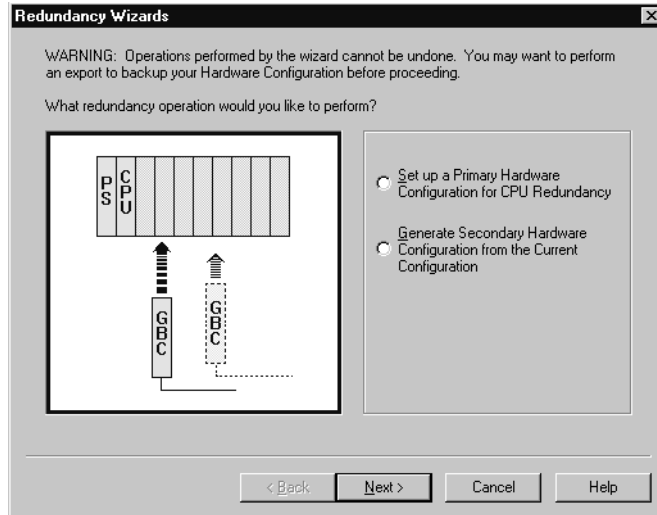 Redundancy Wizards
WARNING: Operations performed by the wizard cannot be undone. You may want to perform
an export to backup your Hardware Configuration before proceeding.
What redundancy operation would you like to perform?
PS
CPU
GBC
GBC
Set up a Primary Hardware
Configuration for CPU Redundancy
Generate Secondary Hardware
Configuration from the Current
Configuration
< Back
Next >
Cancel
Help